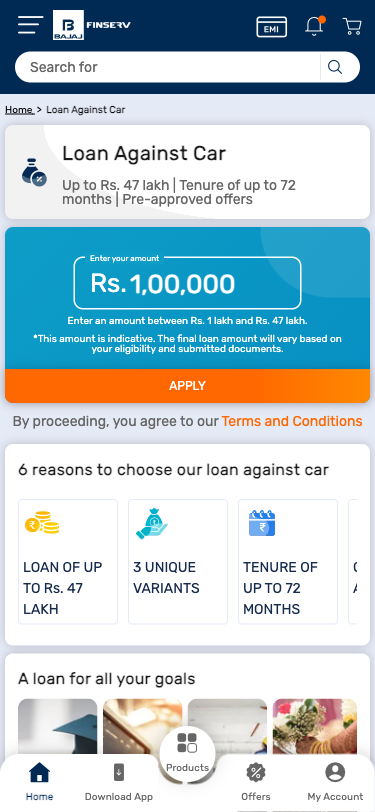 B
BAJAJ
FINSERV
EMI
Search for
Home > Loan Against Car
Loan Against Car
Up to Rs. 47 lakh | Tenure of up to 72
months | Pre-approved offers
Enter your amount
Rs. 1,00,000
Enter an amount between Rs. 1 lakh and Rs. 47 lakh.
*This amount is indicative. The final loan amount will vary based on
your eligibility and submitted documents.
APPLY
By proceeding, you agree to our Terms and Conditions
6 reasons to choose our loan against car
LOAN OF UP
TO Rs. 47
LAKH
3 UNIQUE
VARIANTS
TENURE OF
UP TO 72
MONTHS
A loan for all your goals
Home
Download App
Products
Offers
My Account